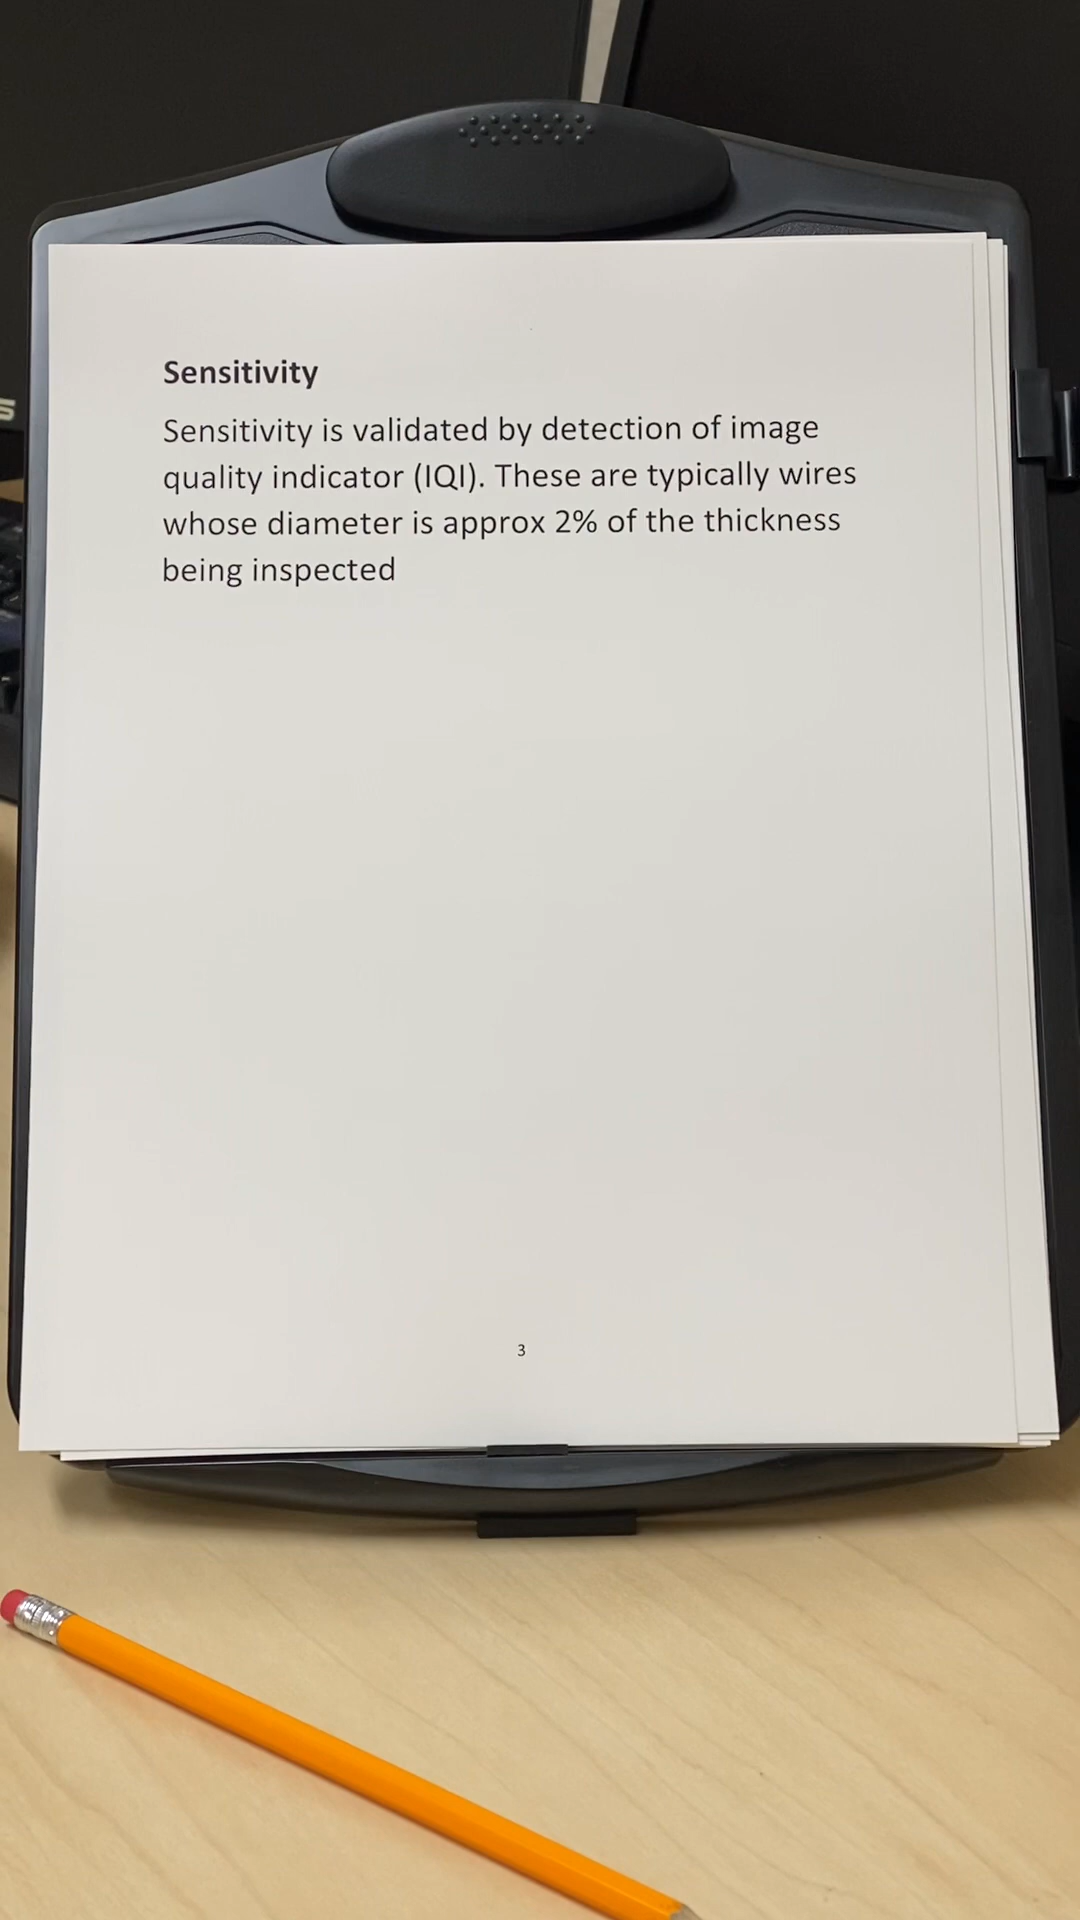 Sensitivity
Sensitivity is validated by detection of image
quality indicator (IQI). These are typically wires
whose diameter is approx 2% of the thickness
being inspected
3